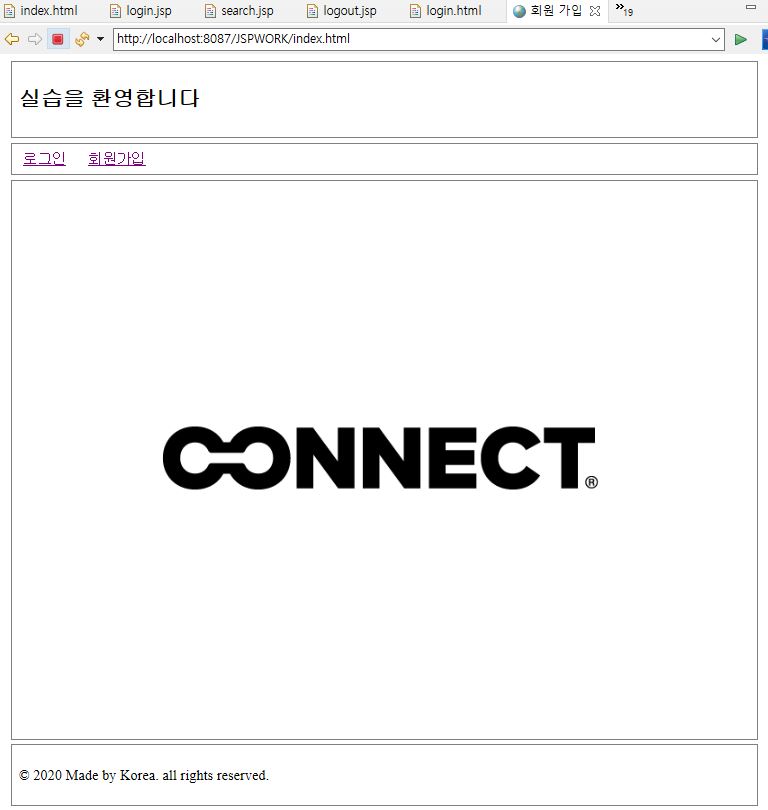 index.html login.jsp search.jsp logout.jsp login.html 회원 가입 »19
http://localhost:8087/JSPWORK/index.html
실습을 환영합니다
로그인 회원가입
CONNECT®
© 2020 Made by Korea. all rights reserved.